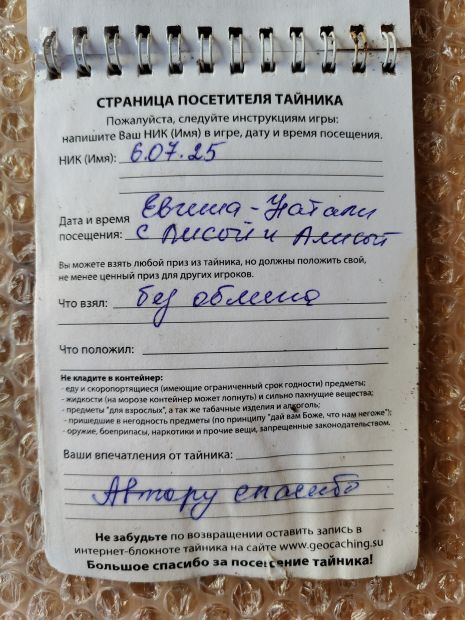 СТРАНИЦА ПОСЕТИТЕЛЯ ТАЙНИКА
Пожалуйста, следуйте инструкциям игры:
напишите Ваш НИК (Имя) в игре, дату и время посещения.
НИК (Имя): 6.07.25
Дата и время
посещения: с Лисой и Алисой
Вы можете взять любой приз из тайника, но должны положить свой,
не менее ценный приз для других игроков.
Что взял: без обмена
Что положил:
Не кладите в контейнер:
- еду и скоропортящиеся (имеющие ограниченный срок годности) предметы;
- жидкости (на морозе контейнер может лопнуть) и сильно пахнущие вещества;
- предметы "для взрослых", а так же табачные изделия и алкоголь;
- пришедшие в негодность предметы (по принципу "дай вам Боже, что нам негоже");
- оружие, боеприпасы, наркотики и прочие вещи, запрещенные законодательством.
Ваши впечатления от тайника:
Автору спасибо
Не забудьте по возвращении оставить запись в
интернет-блокноте тайника на сайте www.geocaching.su
Большое спасибо за посещение тайника!